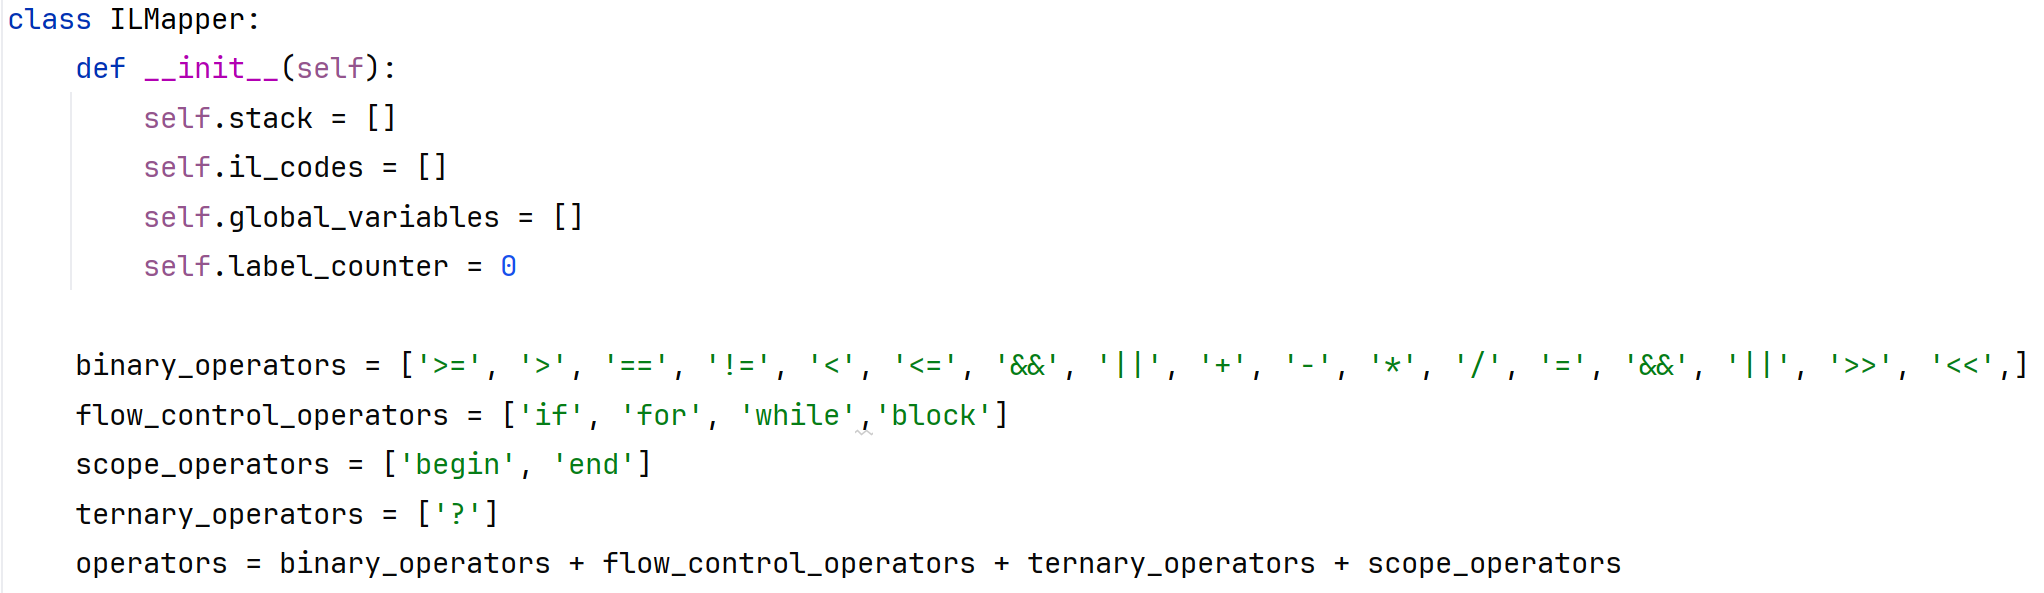 class ILMapper:
    def __init__(self):
        self.stack = []
        self.il_codes = []
        self.global_variables = []
        self.label_counter = 0

    binary_operators = ['>=', '>', '==', '!=', '<', '<=', '&&', '||', '+', '-', '*', '/', '=', '&&', '||', '>>', '<<',]
    flow_control_operators = ['if', 'for', 'while','block']
    scope_operators = ['begin', 'end']
    ternary_operators = ['?']
    operators = binary_operators + flow_control_operators + ternary_operators + scope_operators